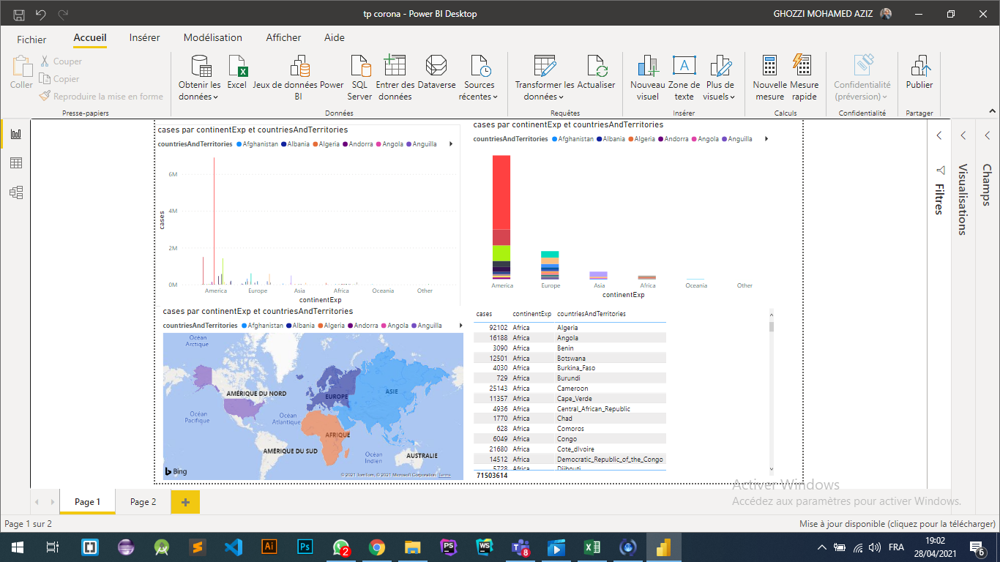 tp corona - Power BI Desktop
GHOZZI MOHAMED AZIZ
Fichier Accueil Insérer Modélisation Afficher Aide
Coller
Couper
Copier
Reproduire la mise en forme
Presse-papiers
Obtenir les données
Excel
Jeux de données Power BI
SQL Server
Entrer des données
Dataverse
Sources récentes
Données
Transformer les données
Actualiser
Requêtes
Nouveau visuel
Zone de texte
Plus de visuels
Insérer
Nouvelle mesure
Mesure rapide
Calculs
Confidentialité (préversion)
Confidentialité
Publier
Partager
cases par continentExp et countriesAndTerritories
countriesAndTerritories Afghanistan Albania Algeria Andorra Angola Anguilla
6M
4M
2M
0M
cases
America Europe Asia Africa Oceania Other
continentExp
cases par continentExp et countriesAndTerritories
countriesAndTerritories Afghanistan Albania Algeria Andorra Angola Anguilla
America Europe Asia Africa Oceania Other
continentExp
cases par continentExp et countriesAndTerritories
countriesAndTerritories Afghanistan Albania Algeria Andorra Angola Anguilla
Océan Arctique
AMÉRIQUE DU NORD
EUROPE
ASIE
Océan Pacifique
Océan Atlantique
AFRIQUE
AMÉRIQUE DU SUD
Océan Indien
AUSTRALIE
Bing
© 2021 TomTom, © 2021 Microsoft Corporation Terms
cases continentExp countriesAndTerritories
92102 Africa Algeria
16188 Africa Angola
3090 Africa Benin
12501 Africa Botswana
4030 Africa Burkina_Faso
729 Africa Burundi
25143 Africa Cameroon
11357 Africa Cape_Verde
4936 Africa Central_African_Republic
1770 Africa Chad
628 Africa Comoros
6049 Africa Congo
21680 Africa Cote_dIvoire
14512 Africa Democratic_Republic_of_the_Congo
5728 Africa Djibouti
71503614
Filtres
Visualisations
Champs
Activer Windows
Accédez aux paramètres pour activer Windows.
Page 1
Page 2
Page 1 sur 2
Mise à jour disponible (cliquez pour la télécharger)
Ai
Ps
2
PS
WS
8
FRA
19:02
28/04/2021
6